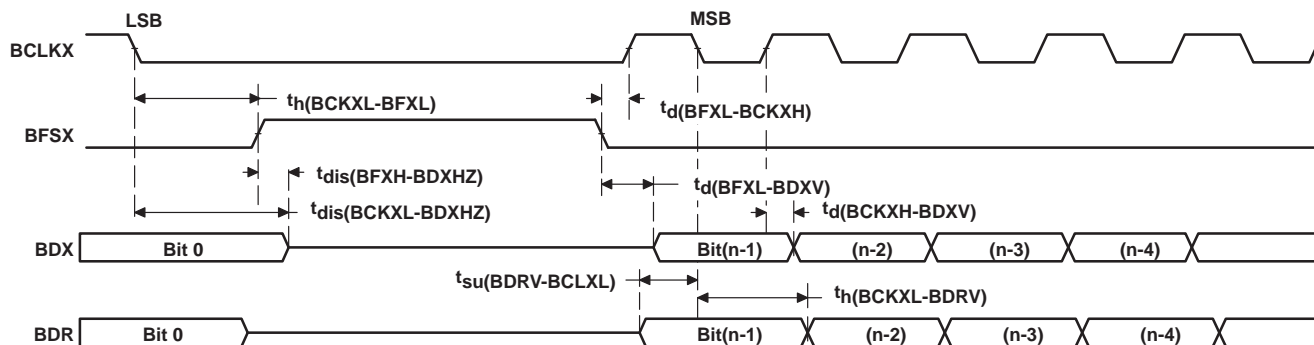 LSB MSB
BCLKX
th(BCKXL-BFXL) td(BFXL-BCKXH)
BFSX
tdis(BFXH-BDXHZ) td(BFXL-BDXV)
tdis(BCKXL-BDXHZ) td(BCKXH-BDXV)
BDX Bit 0 Bit(n-1) (n-2) (n-3) (n-4)
tsu(BDRV-BCLXL) th(BCKXL-BDRV)
BDR Bit 0 Bit(n-1) (n-2) (n-3) (n-4)